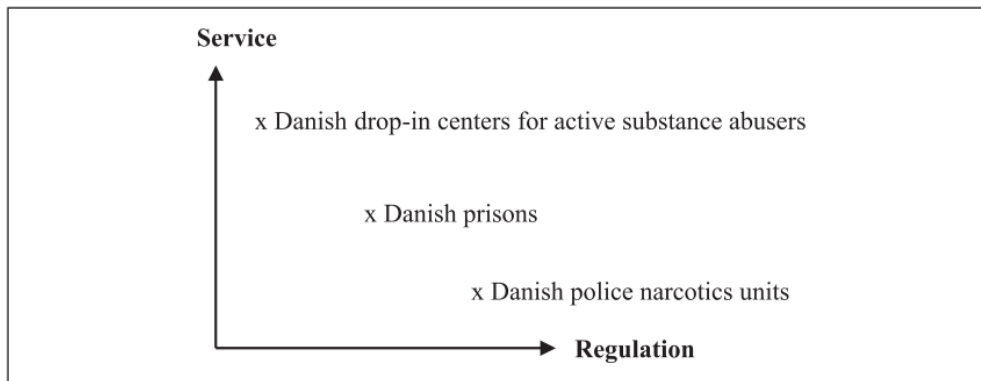 Service
x Danish drop-in centers for active substance abusers
x Danish prisons
x Danish police narcotics units
Regulation